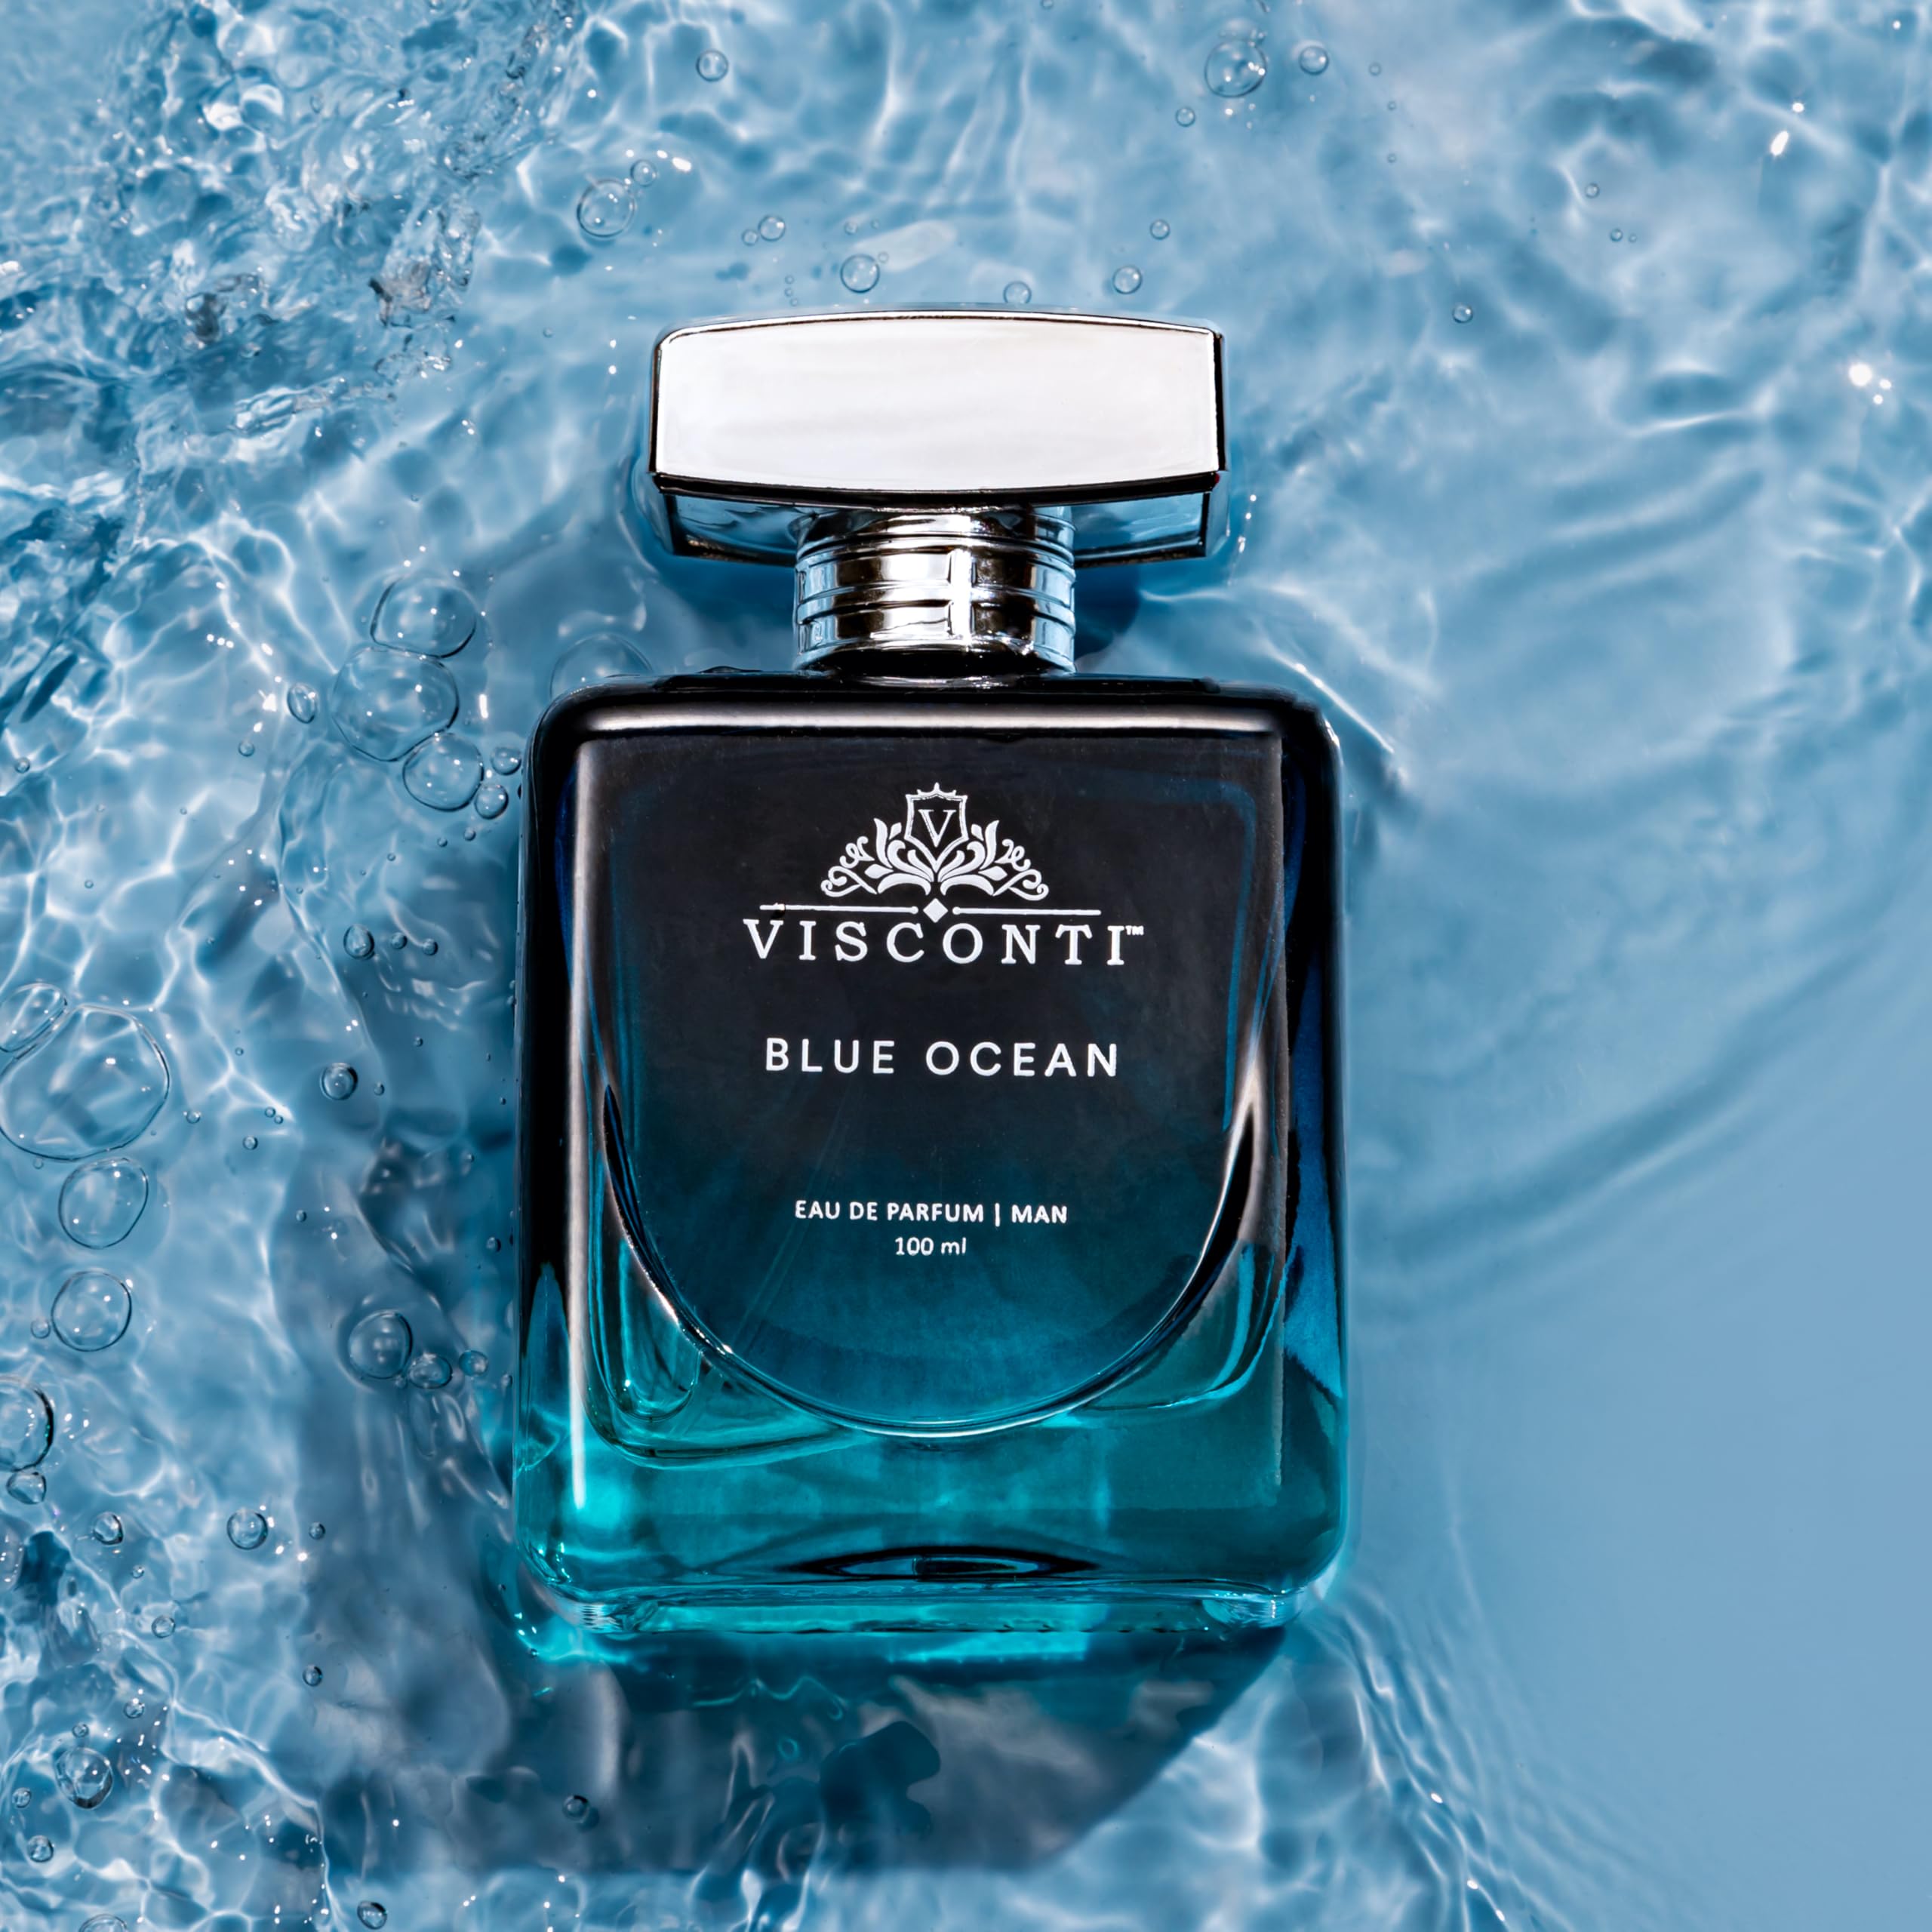 V
VISCONTI™
BLUE OCEAN
EAU DE PARFUM | MAN
100 ml